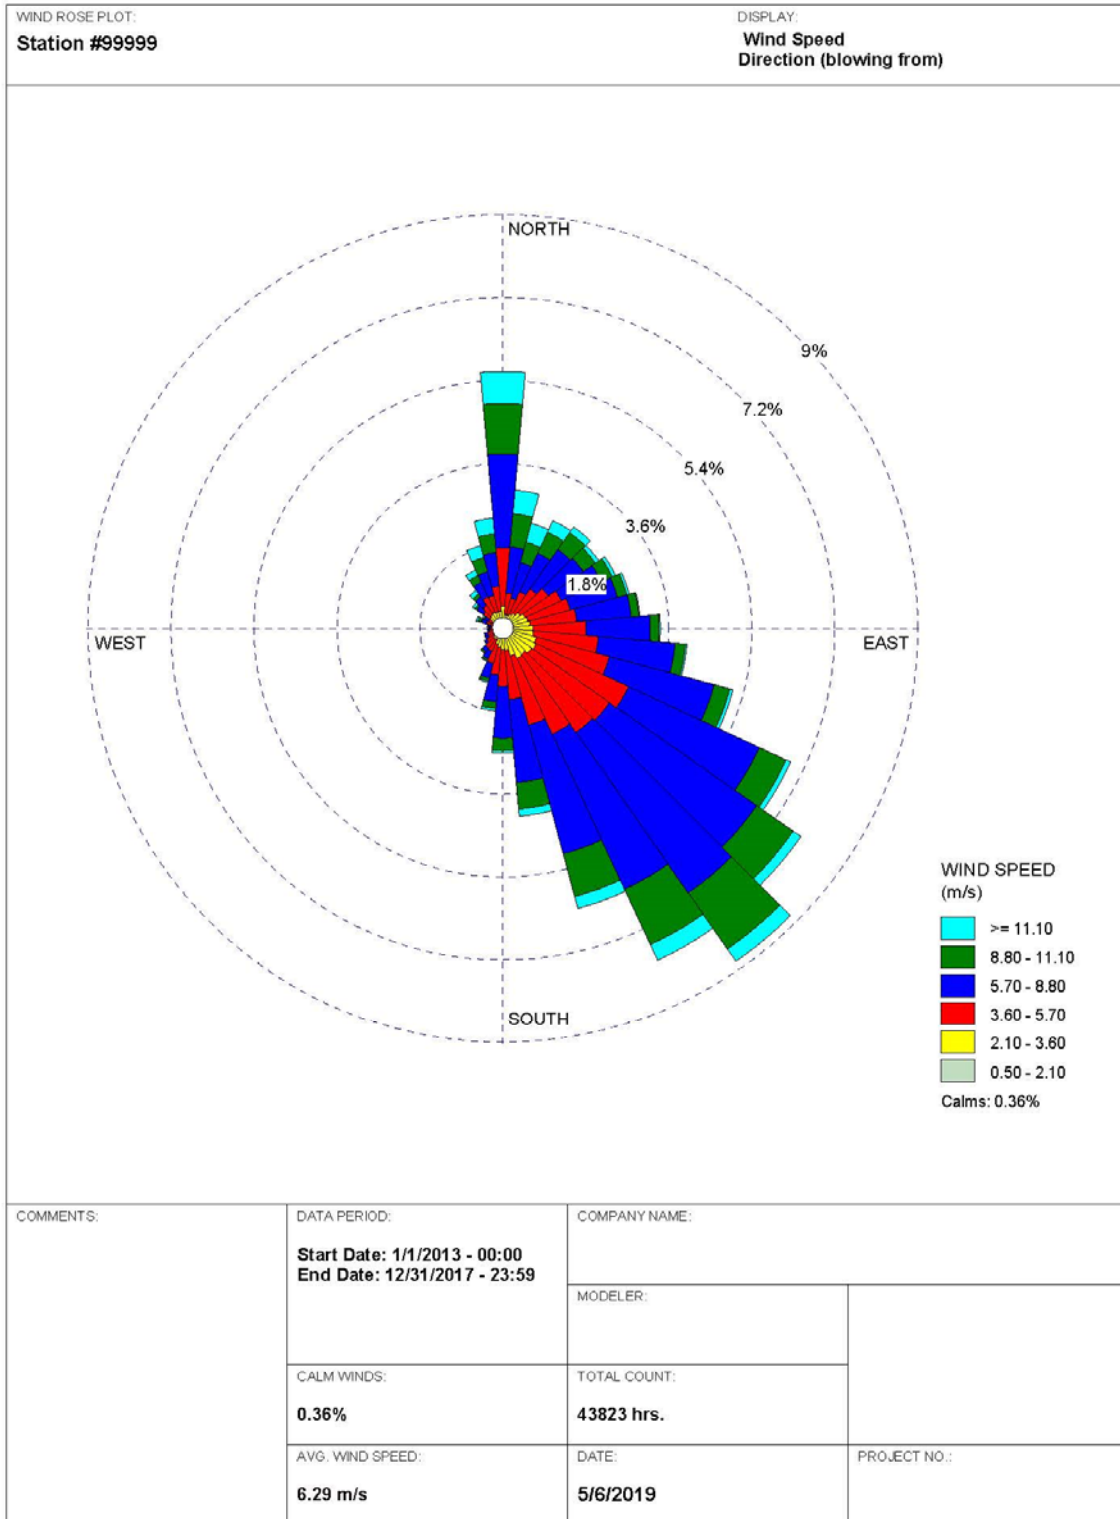 WIND ROSE PLOT:
Station #99999
DISPLAY:
Wind Speed
Direction (blowing from)
NORTH
9%
7.2%
5.4%
3.6%
1.8%
WEST
EAST
SOUTH
WIND SPEED
(m/s)
>= 11.10
8.80 - 11.10
5.70 - 8.80
3.60 - 5.70
2.10 - 3.60
0.50 - 2.10
Calms: 0.36%
COMMENTS:
DATA PERIOD:
Start Date: 1/1/2013 - 00:00
End Date: 12/31/2017 - 23:59
COMPANY NAME:
MODELER:
CALM WINDS:
0.36%
TOTAL COUNT:
43823 hrs.
AVG. WIND SPEED:
6.29 m/s
DATE:
5/6/2019
PROJECT NO.: